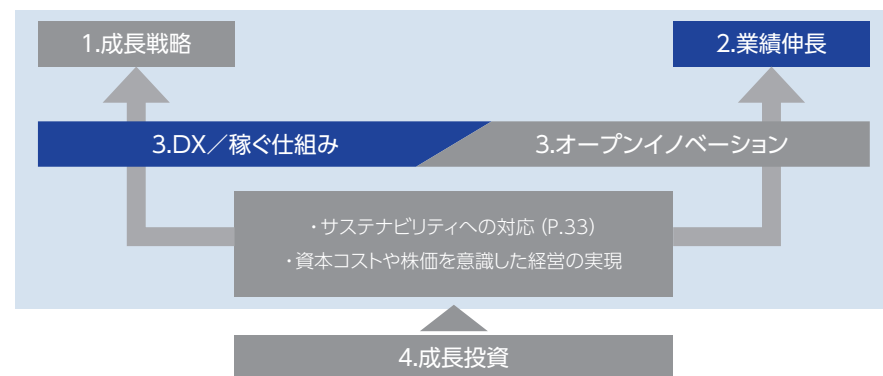 1.成長戦略
2.業績伸長
3.DX／稼ぐ仕組み
3.オープンイノベーション
・サステナビリティへの対応 (P.33)
・資本コストや株価を意識した経営の実現
4.成長投資